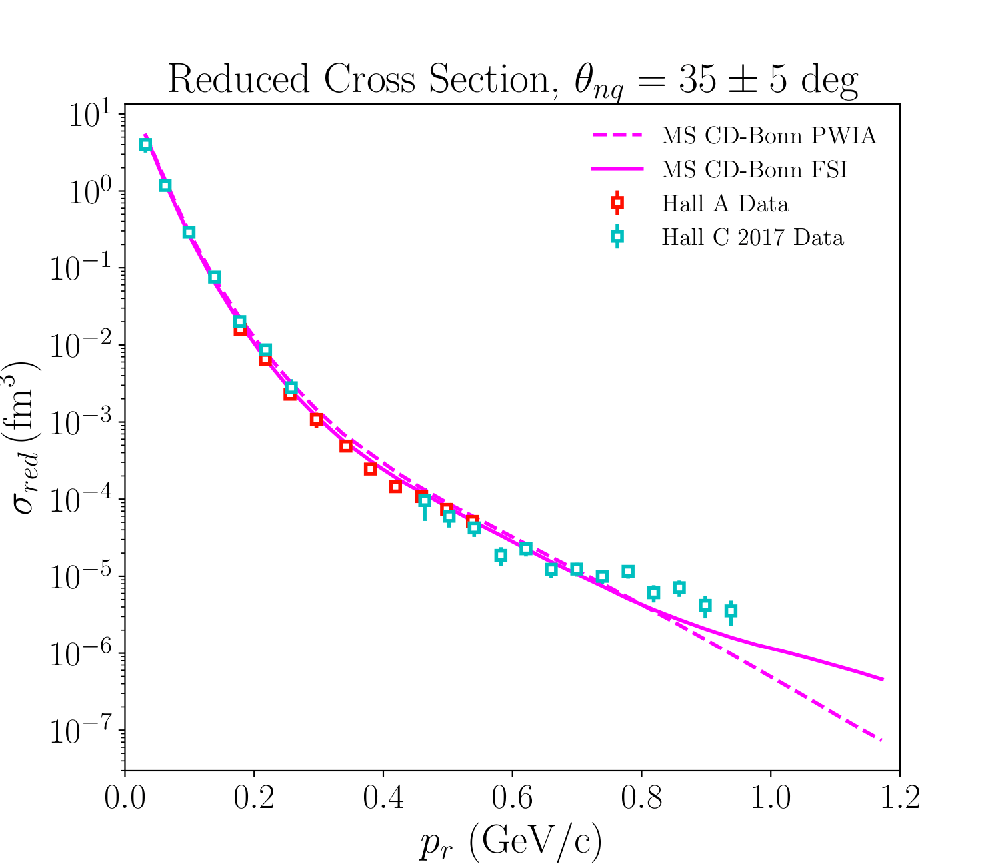 Reduced Cross Section, θ_nq = 35 ± 5 deg
MS CD-Bonn PWIA
MS CD-Bonn FSI
Hall A Data
Hall C 2017 Data
10^1
10^0
10^−1
10^−2
10^−3
10^−4
10^−5
10^−6
10^−7
σ_red (fm^3)
0.0 0.2 0.4 0.6 0.8 1.0 1.2
p_r (GeV/c)